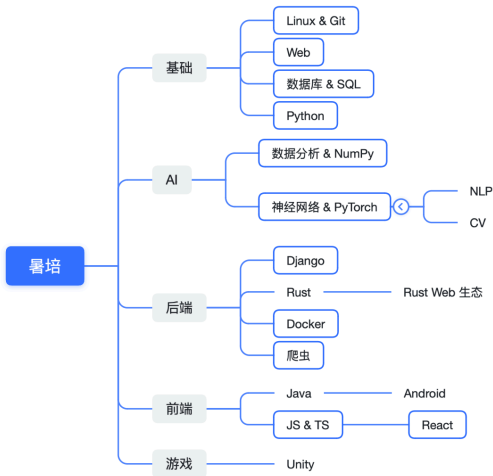 暑培
基础
Linux & Git
Web
数据库 & SQL
Python
AI
数据分析 & NumPy
神经网络 & PyTorch
NLP
CV
后端
Django
Rust
Rust Web 生态
Docker
爬虫
前端
Java
Android
JS & TS
React
游戏
Unity